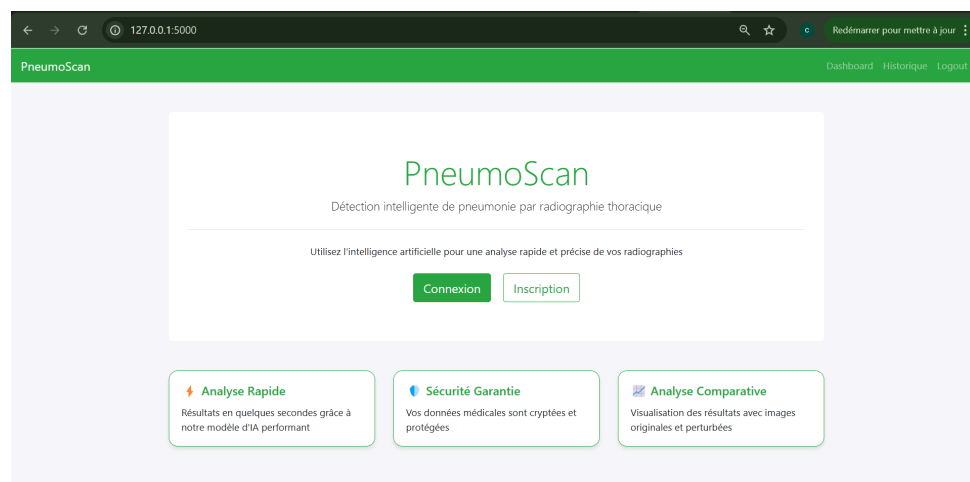 127.0.0.1:5000
c
Redémarrer pour mettre à jour
PneumoScan
Dashboard Historique Logout
PneumoScan
Détection intelligente de pneumonie par radiographie thoracique
Utilisez l'intelligence artificielle pour une analyse rapide et précise de vos radiographies
Connexion Inscription
Analyse Rapide
Résultats en quelques secondes grâce à
notre modèle d'IA performant
Sécurité Garantie
Vos données médicales sont cryptées et
protégées
Analyse Comparative
Visualisation des résultats avec images
originales et perturbées